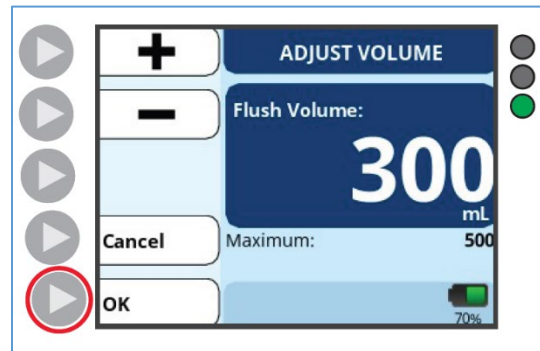 +
ADJUST VOLUME
−
Flush Volume:
300
mL
Cancel
Maximum: 500
OK
70%